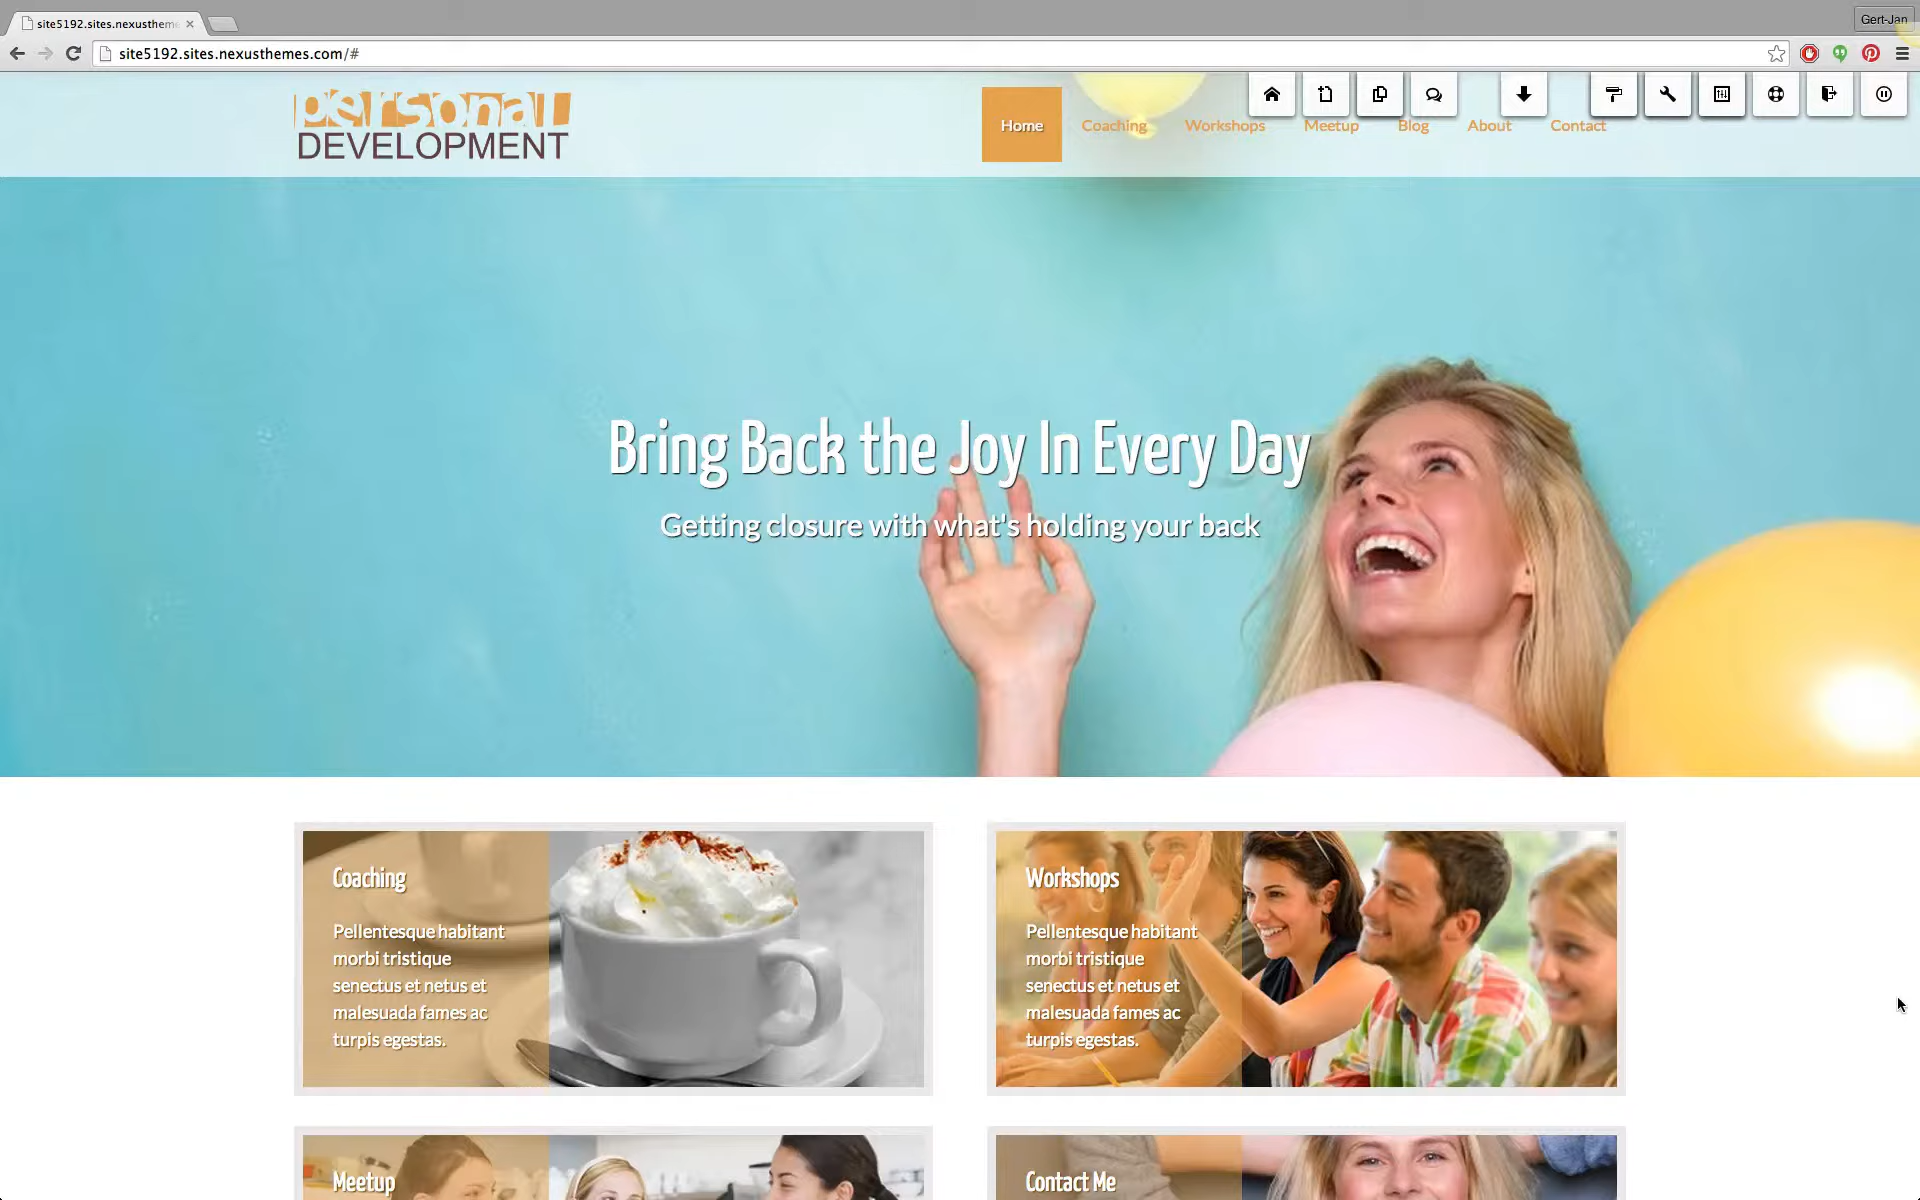 site5192.sites.nexustheme
Gert-Jan
site5192.sites.nexusthemes.com/#
personal
DEVELOPMENT
Home Coaching Workshops Meetup Blog About Contact
Bring Back the Joy In Every Day
Getting closure with what's holding your back
Coaching
Pellentesque habitant
morbi tristique
senectus et netus et
malesuada fames ac
turpis egestas.
Workshops
Pellentesque habitant
morbi tristique
senectus et netus et
malesuada fames ac
turpis egestas.
Meetup
Contact Me